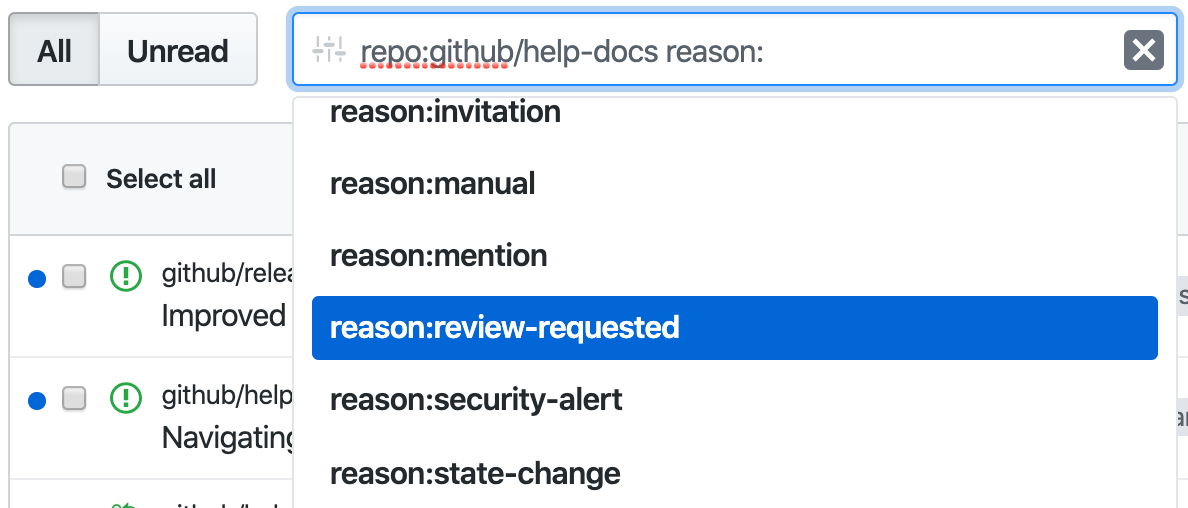 All Unread repo:github/help-docs reason:
reason:invitation
reason:manual
reason:mention
reason:review-requested
reason:security-alert
reason:state-change
Select all
github/relea
Improved
github/help
Navigating